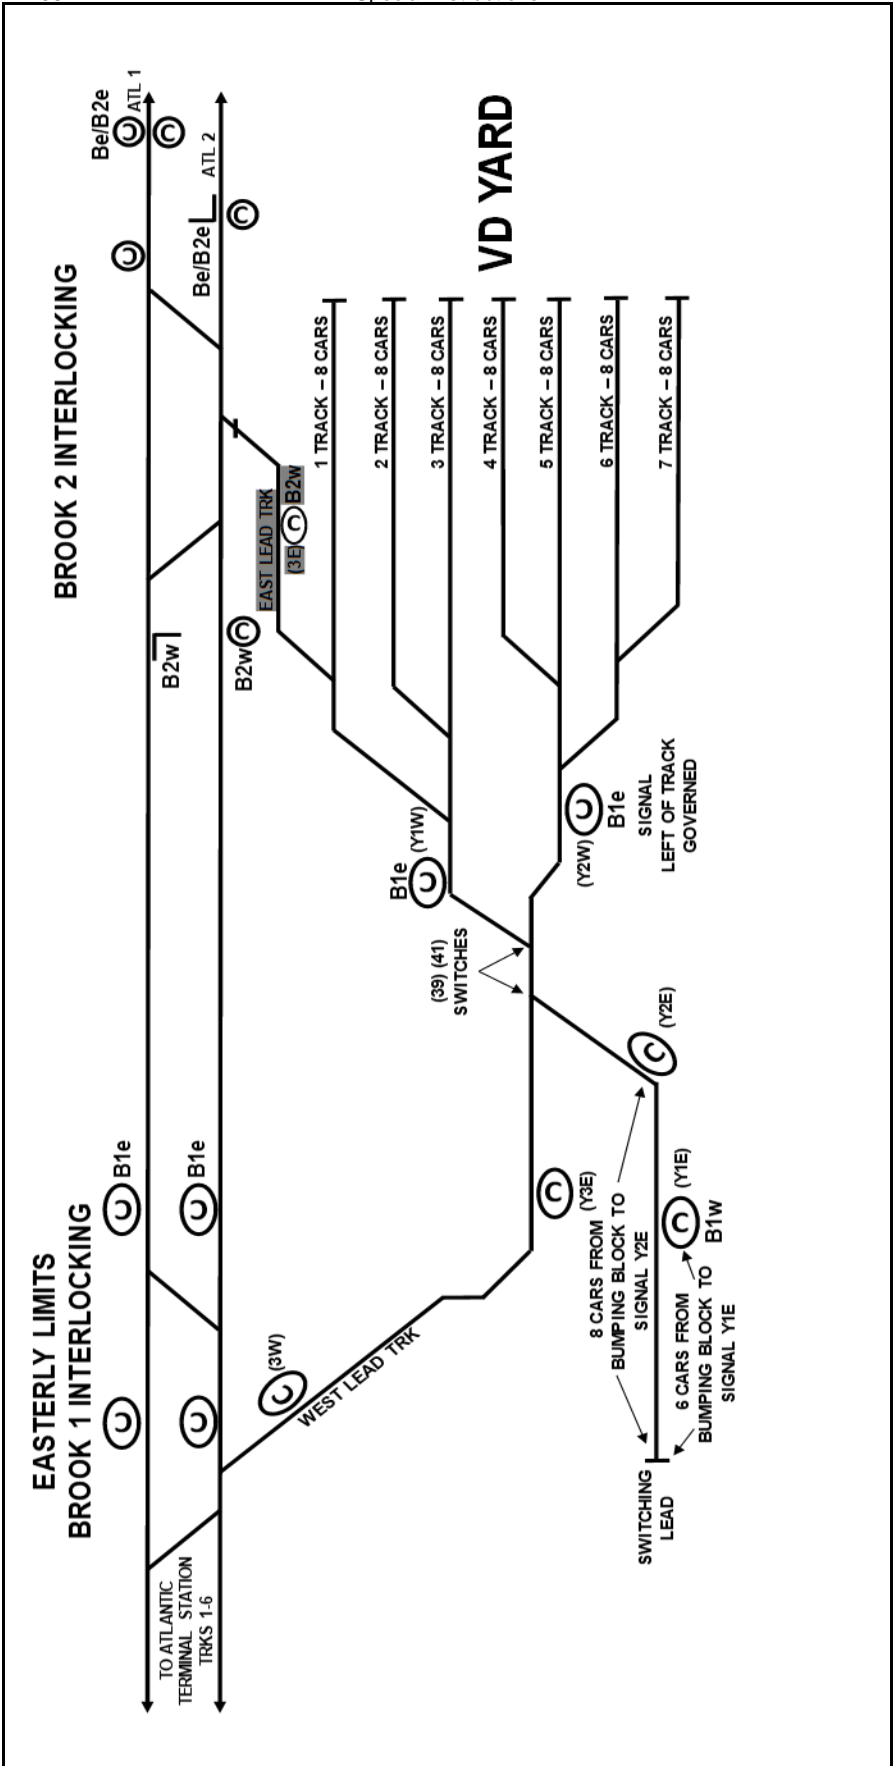 EASTERLY LIMITS
BROOK 1 INTERLOCKING
BROOK 2 INTERLOCKING
TO ATLANTIC
TERMINAL STATION
TRKS 1-6
B1e
B1e
B2w
B2w
EAST LEAD TRK
(3E)
C
B2w
Be/B2e
ATL 1
Be/B2e
ATL 2
C
C
C
C
C
C
C
C
C
(3W)
C
WEST LEAD TRK
1 TRACK – 8 CARS
2 TRACK – 8 CARS
3 TRACK – 8 CARS
4 TRACK – 8 CARS
5 TRACK – 8 CARS
6 TRACK – 8 CARS
7 TRACK – 8 CARS
VD YARD
B1e
(Y1W)
C
(39) (41)
SWITCHES
(Y2W)
C
B1e
SIGNAL
LEFT OF TRACK
GOVERNED
C
(Y3E)
C
(Y2E)
8 CARS FROM
BUMPING BLOCK TO
SIGNAL Y2E
C
(Y1E)
B1w
6 CARS FROM
BUMPING BLOCK TO
SIGNAL Y1E
SWITCHING
LEAD